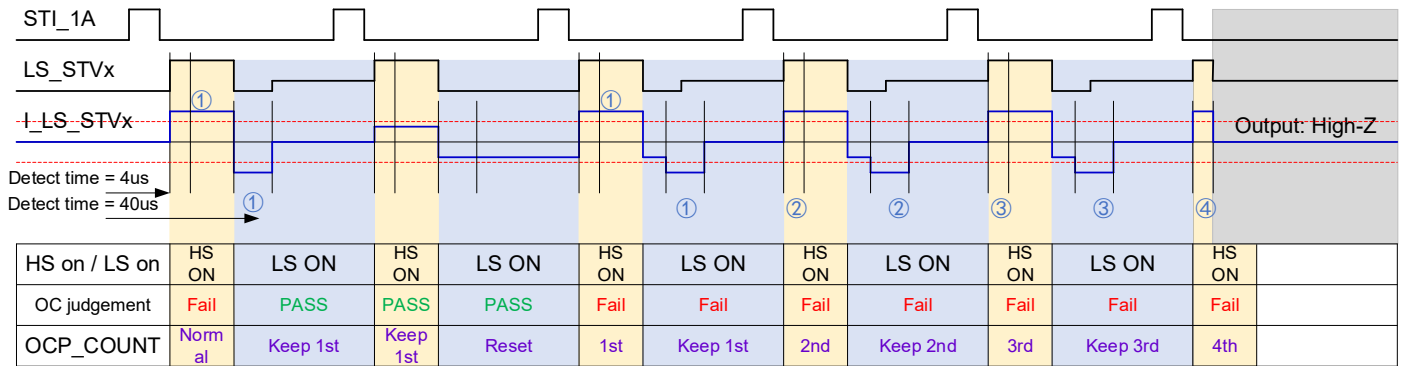 STI_1A
LS_STVx
① ①
I_LS_STVx
Output: High-Z
Detect time = 4us
Detect time = 40us
① ① ② ② ③ ③ ④
HS on / LS on HS ON LS ON HS ON LS ON HS ON LS ON HS ON LS ON HS ON LS ON HS ON
OC judgement Fail PASS PASS PASS Fail Fail Fail Fail Fail Fail Fail
OCP_COUNT Norm al Keep 1st Keep 1st Reset 1st Keep 1st 2nd Keep 2nd 3rd Keep 3rd 4th